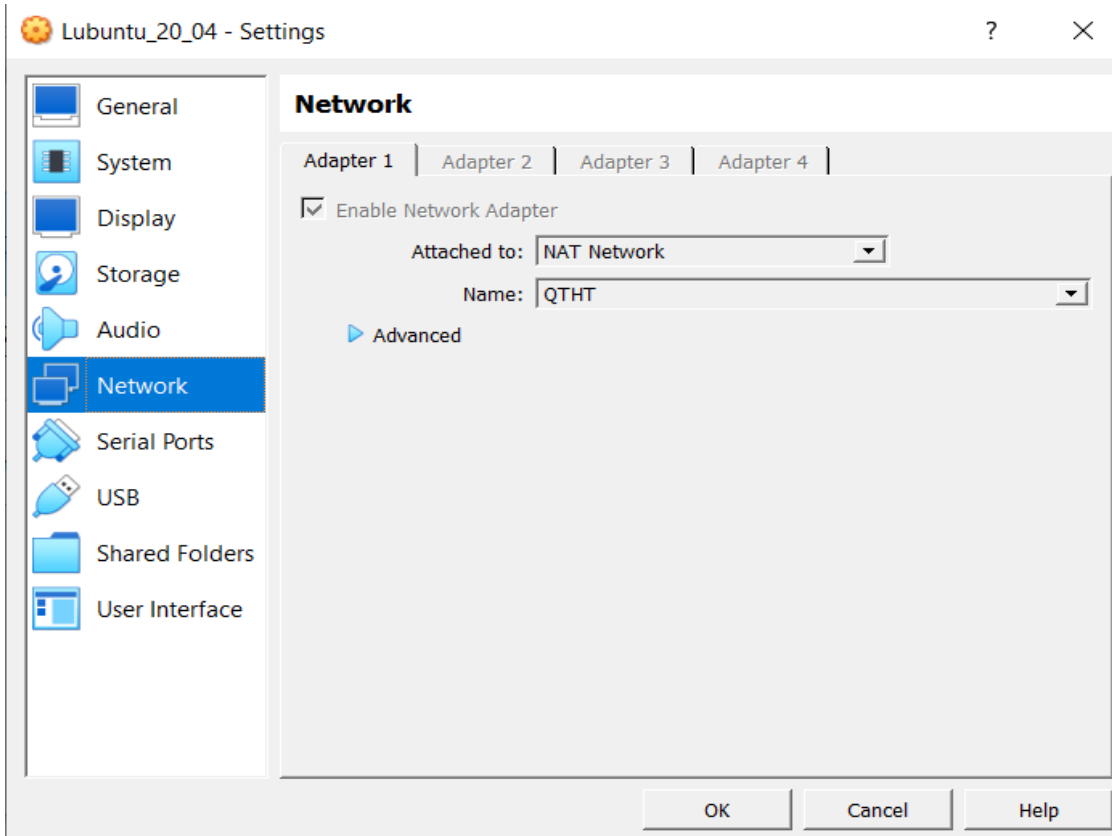 Lubuntu_20_04 - Settings
?
General
System
Display
Storage
Audio
Network
Serial Ports
USB
Shared Folders
User Interface
Network
Adapter 1 Adapter 2 Adapter 3 Adapter 4
Enable Network Adapter
Attached to: NAT Network
Name: QTHT
Advanced
OK Cancel Help